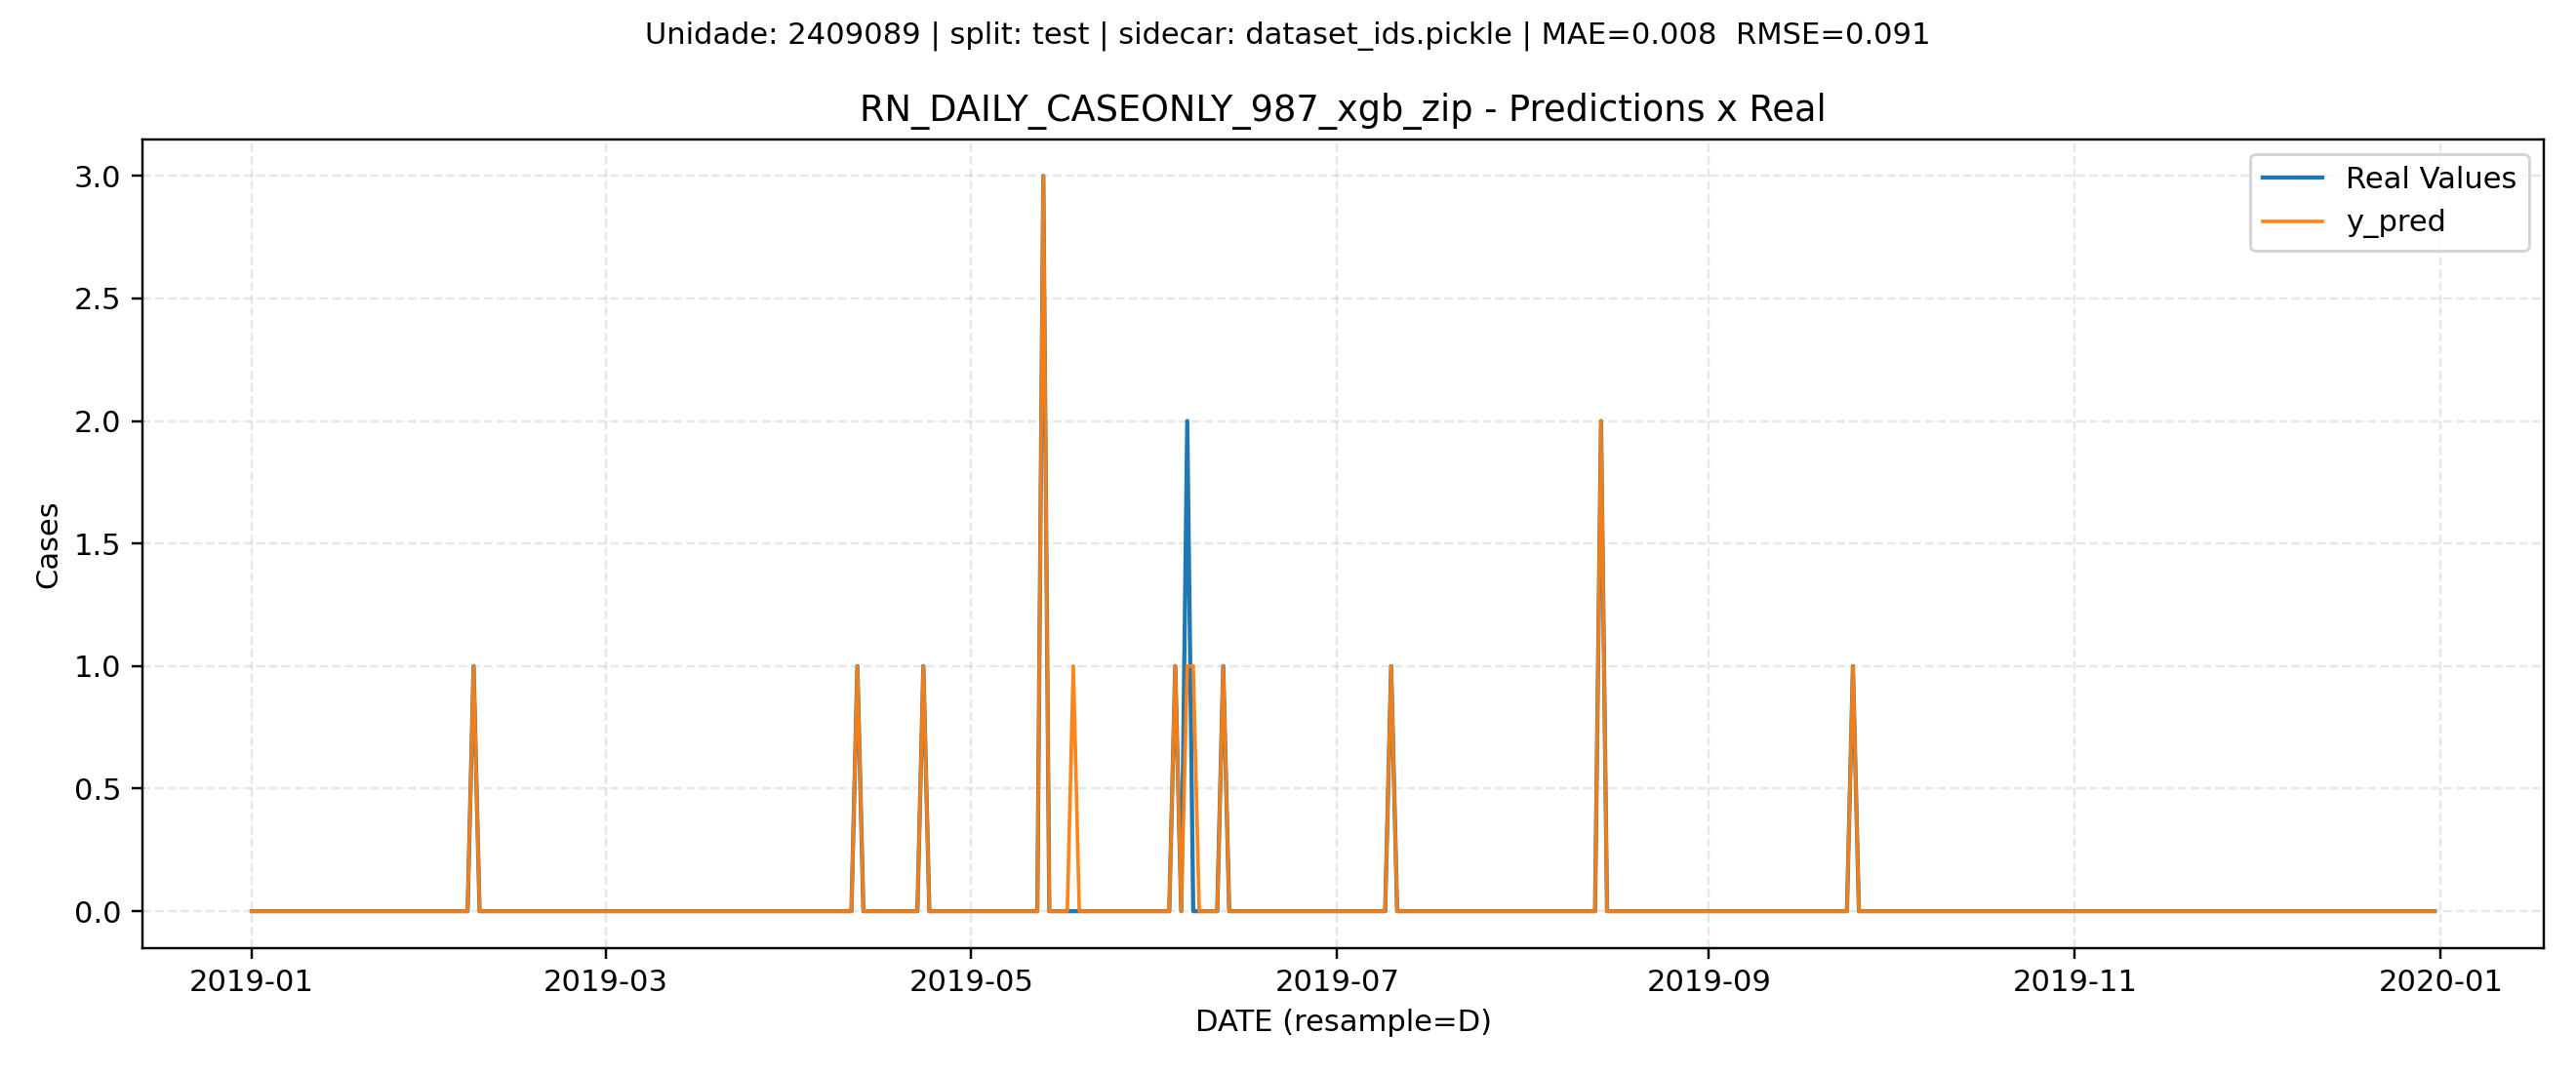 Unidade: 2409089 | split: test | sidecar: dataset_ids.pickle | MAE=0.008  RMSE=0.091
RN_DAILY_CASEONLY_987_xgb_zip - Predictions x Real
Real Values
y_pred
Cases
3.0
2.5
2.0
1.5
1.0
0.5
0.0
2019-01
2019-03
2019-05
2019-07
2019-09
2019-11
2020-01
DATE (resample=D)